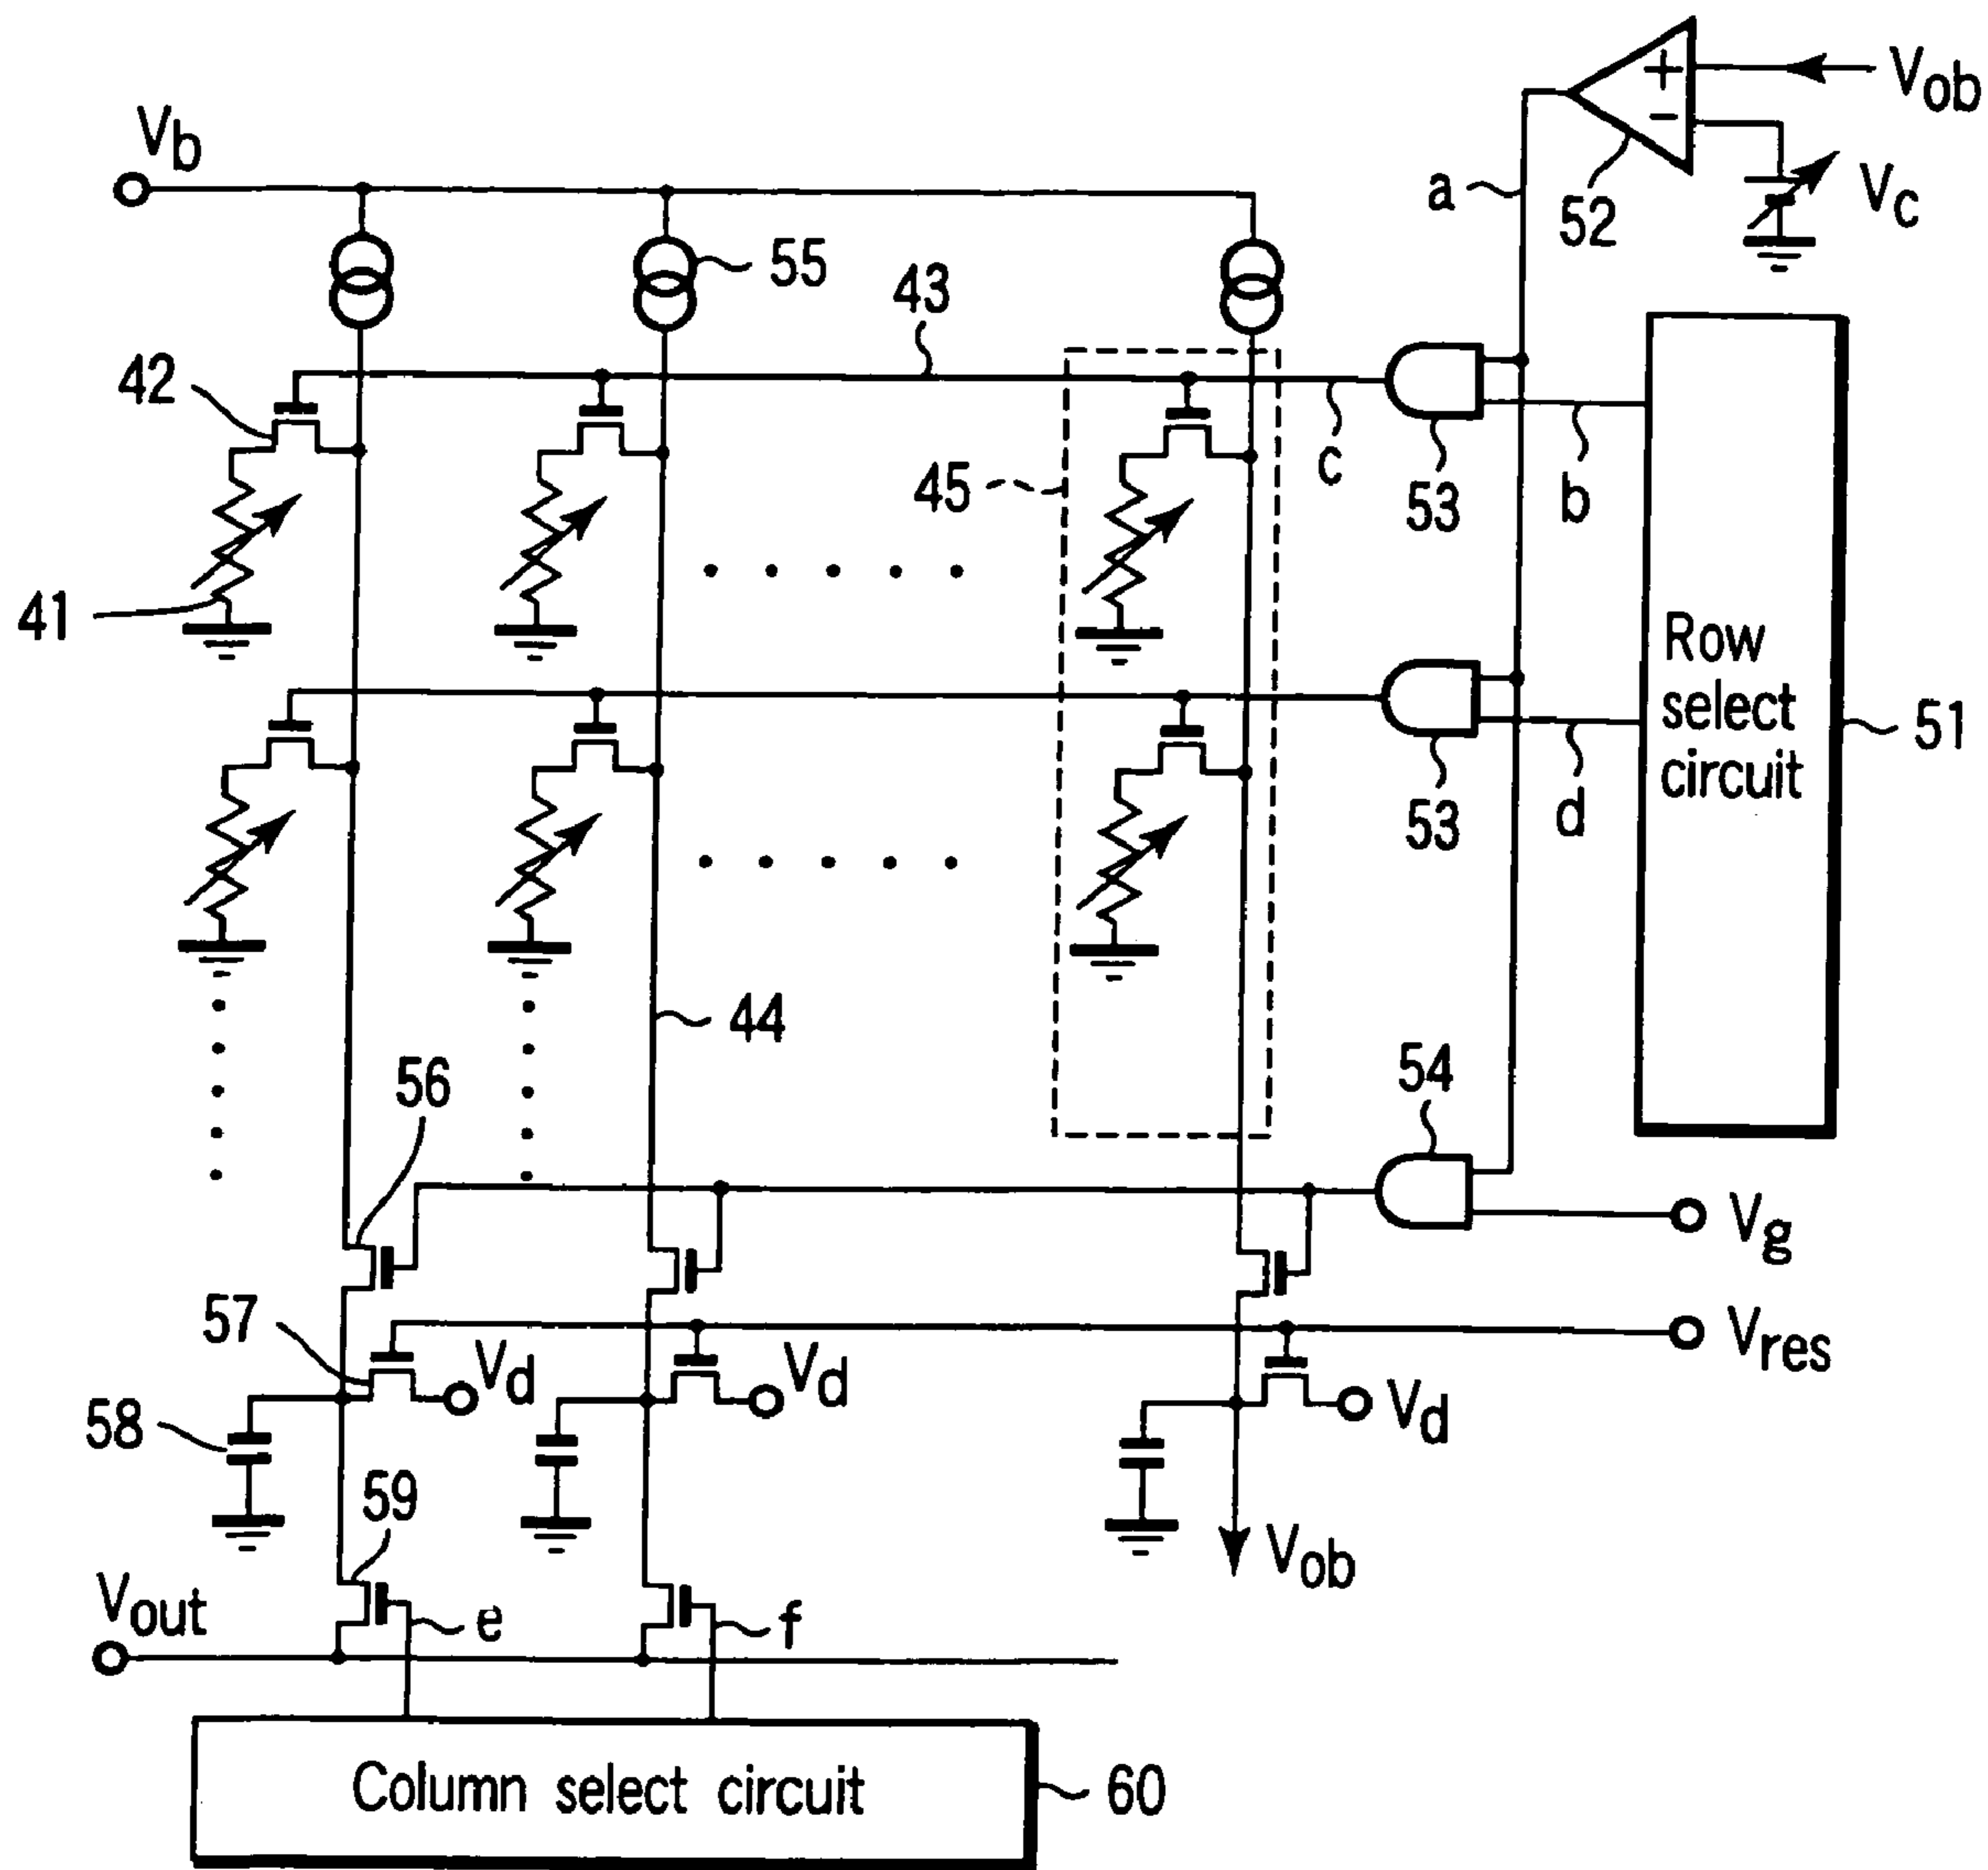 Vob
+
-
Vb
a
52
Vc
55
43
42
45
c
53
b
41
Row
select
circuit
51
53
d
44
54
56
Vg
57
Vd
Vd
Vres
Vd
58
59
Vob
Vout
e
f
Column select circuit
60